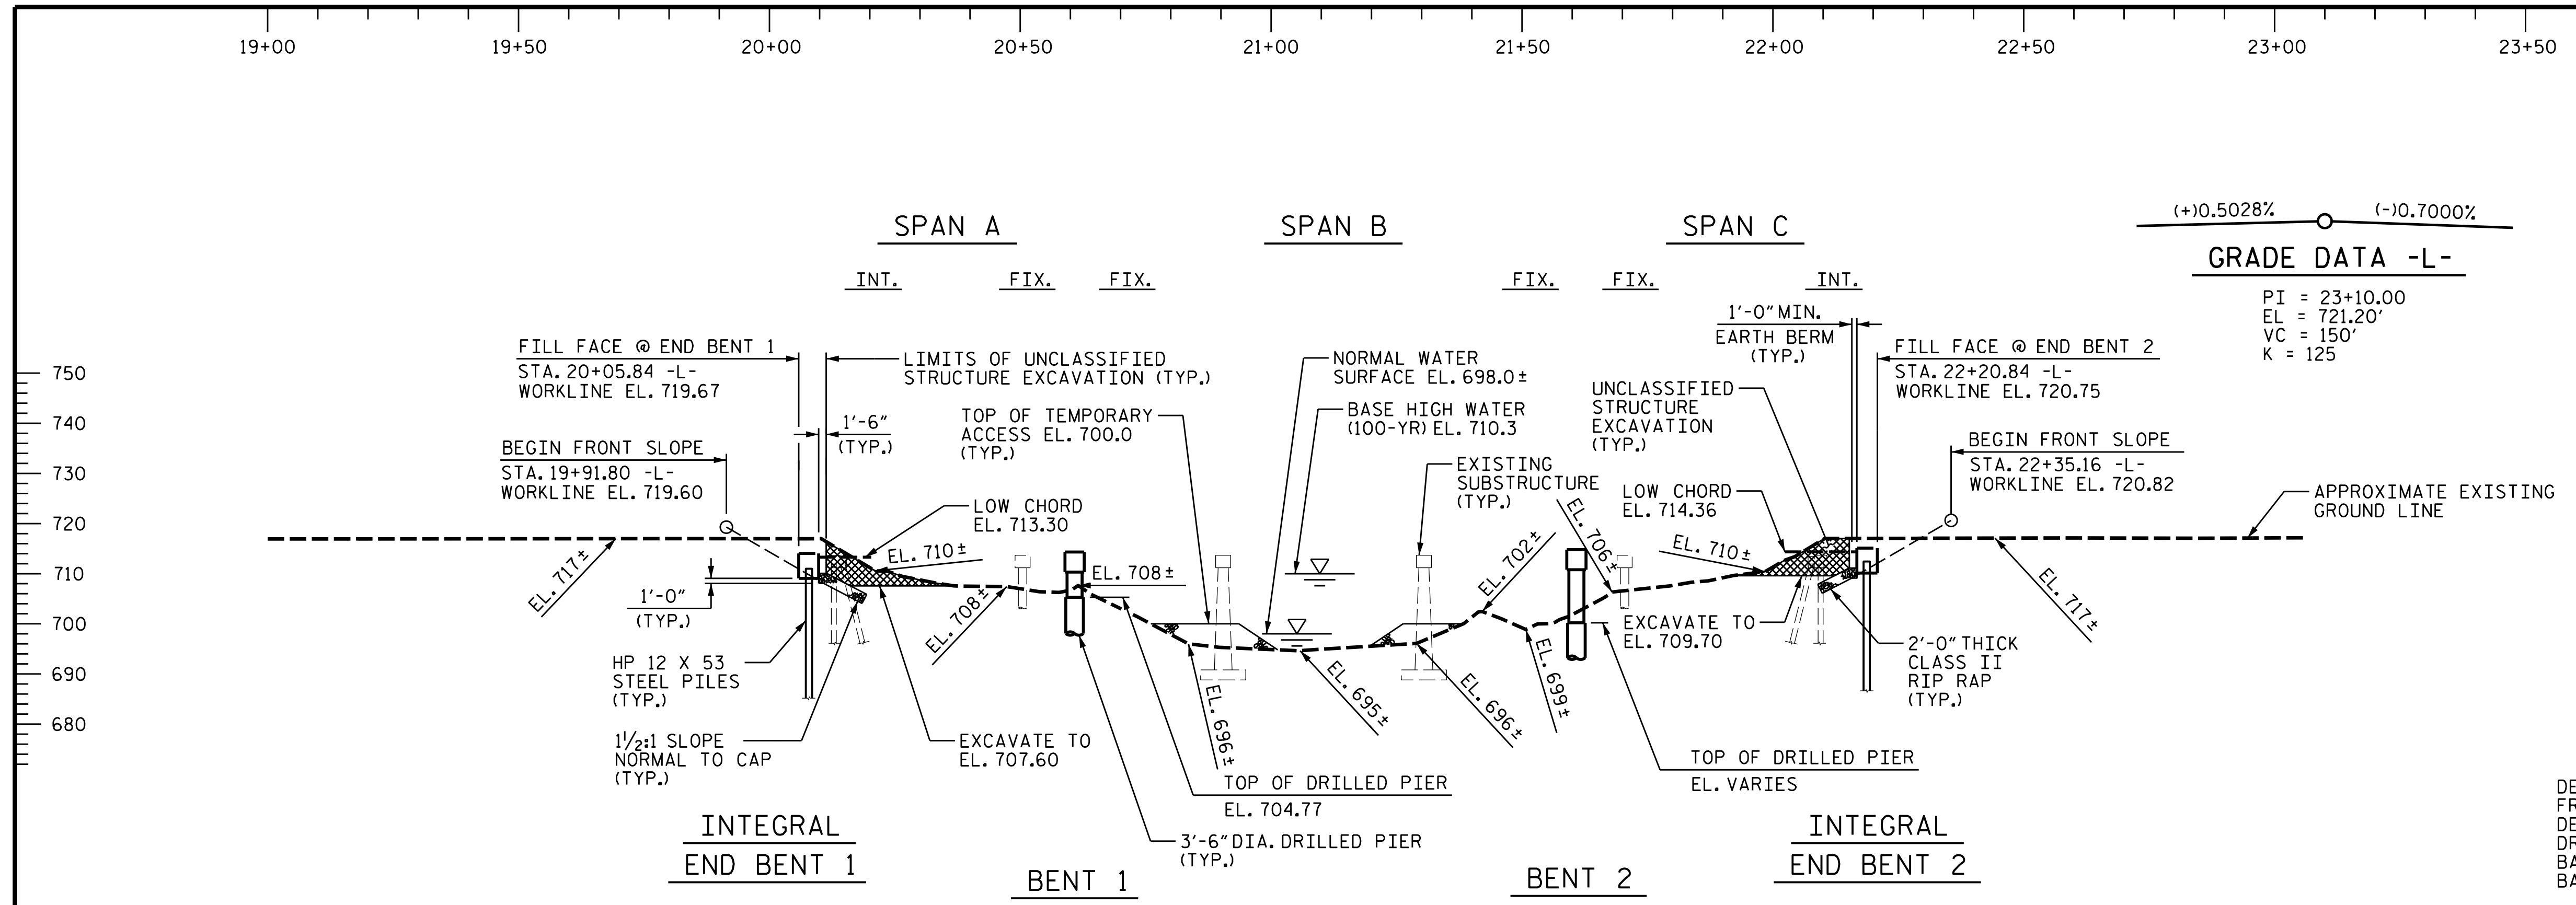 19+00 19+50 20+00 20+50 21+00 21+50 22+00 22+50 23+00 23+50
SPAN A
SPAN B
SPAN C
INT.
FIX.
FIX.
FIX.
FIX.
INT.
(+)0.5028%
(-)0.7000%
GRADE DATA -L-
PI = 23+10.00
EL = 721.20'
VC = 150'
K = 125
750
740
730
720
710
700
690
680
FILL FACE @ END BENT 1
STA. 20+05.84 -L-
WORKLINE EL. 719.67
BEGIN FRONT SLOPE
STA. 19+91.80 -L-
WORKLINE EL. 719.60
1'-6"
(TYP.)
LIMITS OF UNCLASSIFIED
STRUCTURE EXCAVATION (TYP.)
TOP OF TEMPORARY
ACCESS EL. 700.0
(TYP.)
LOW CHORD
EL. 713.30
NORMAL WATER
SURFACE EL. 698.0±
BASE HIGH WATER
(100-YR) EL. 710.3
EXISTING
SUBSTRUCTURE
(TYP.)
UNCLASSIFIED
STRUCTURE
EXCAVATION
(TYP.)
LOW CHORD
EL. 714.36
1'-0" MIN.
EARTH BERM
(TYP.)
FILL FACE @ END BENT 2
STA. 22+20.84 -L-
WORKLINE EL. 720.75
BEGIN FRONT SLOPE
STA. 22+35.16 -L-
WORKLINE EL. 720.82
APPROXIMATE EXISTING
GROUND LINE
EL. 717±
EL. 710±
EL. 708±
EL. 708±
EL. 696±
EL. 695±
EL. 696±
EL. 702±
EL. 699±
EL. 706±
EL. 710±
EL. 717±
1'-0"
(TYP.)
HP 12 X 53
STEEL PILES
(TYP.)
1½:1 SLOPE
NORMAL TO CAP
(TYP.)
EXCAVATE TO
EL. 707.60
TOP OF DRILLED PIER
EL. 704.77
3'-6" DIA. DRILLED PIER
(TYP.)
EXCAVATE TO
EL. 709.70
2'-0" THICK
CLASS II
RIP RAP
(TYP.)
TOP OF DRILLED PIER
EL. VARIES
INTEGRAL
END BENT 1
BENT 1
BENT 2
INTEGRAL
END BENT 2
DE
FR
DE
DR
BA
BA